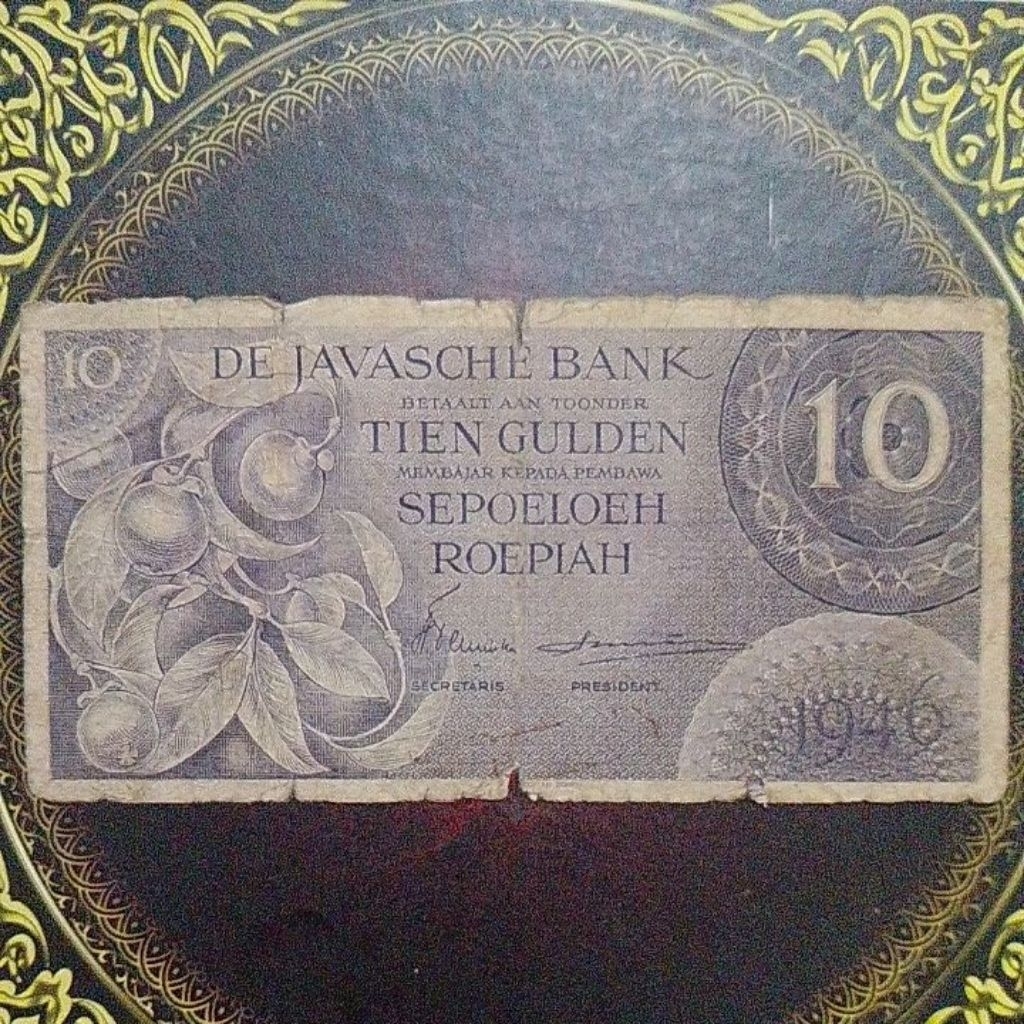 10
DE JAVASCHE BANK
BETAALT AAN TOONDER
TIEN GULDEN
MEMBAJAR KEPADA PEMBAWA
SEPOELOEH
ROEPIAH
10
SECRETARIS PRESIDENT.
1946